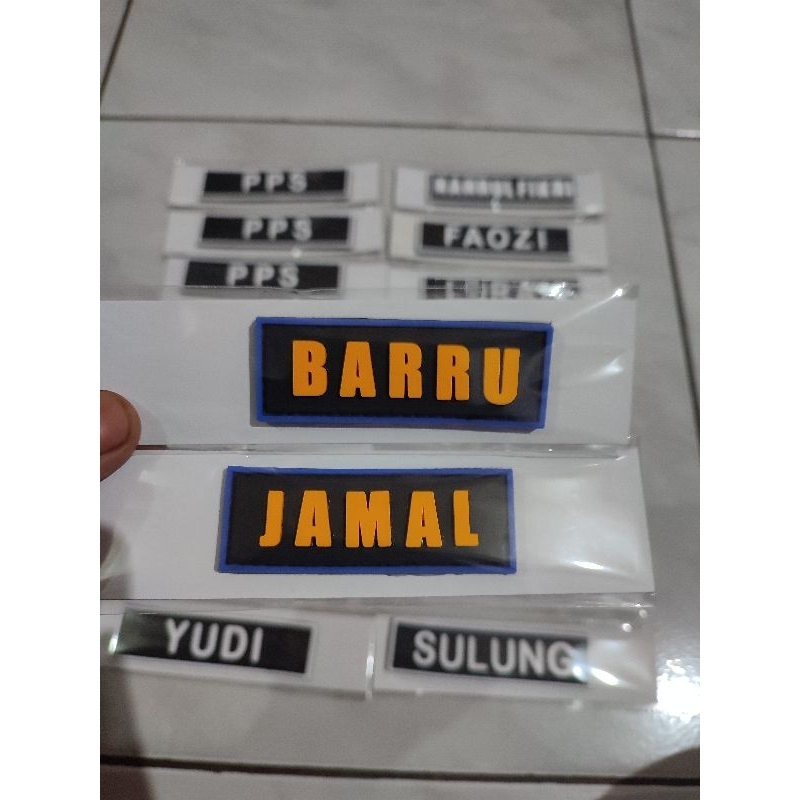 PPS
PPS
FAOZI
PPS
BARRU
JAMAL
YUDI
SULUNG